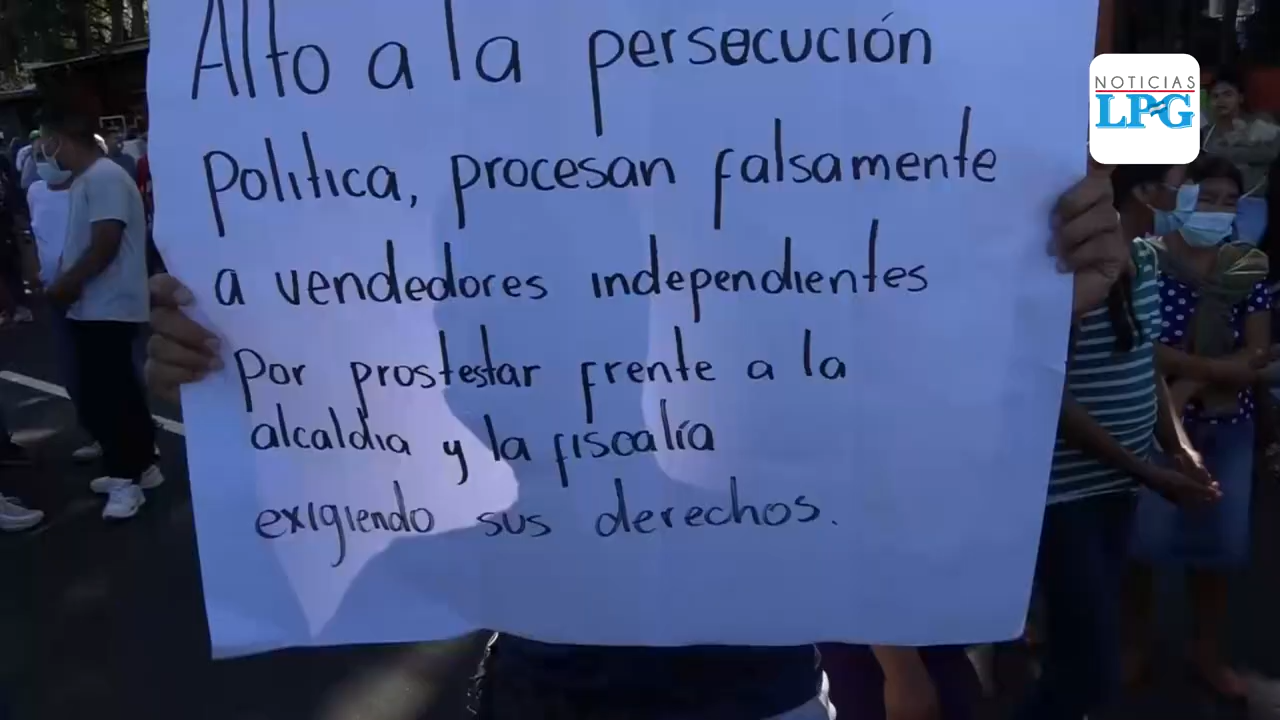 Alto a la persecución
Política, procesan falsamente
a vendedores independientes
Por prostestar frente a la
alcaldia y la fiscalía
exigiendo sus derechos.
NOTICIAS
LPG